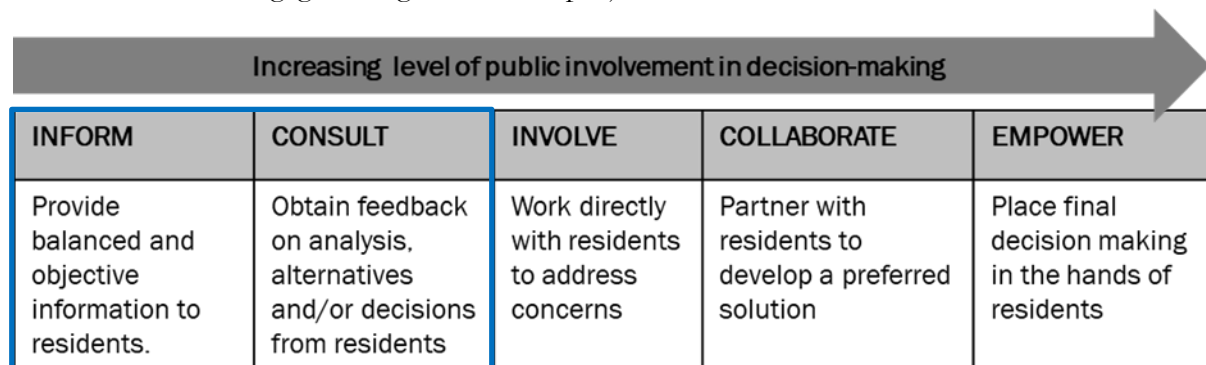 Increasing level of public involvement in decision-making
INFORM
CONSULT
INVOLVE
COLLABORATE
EMPOWER
Provide
balanced and
objective
information to
residents.
Obtain feedback
on analysis,
alternatives
and/or decisions
from residents
Work directly
with residents
to address
concerns
Partner with
residents to
develop a preferred
solution
Place final
decision making
in the hands of
residents